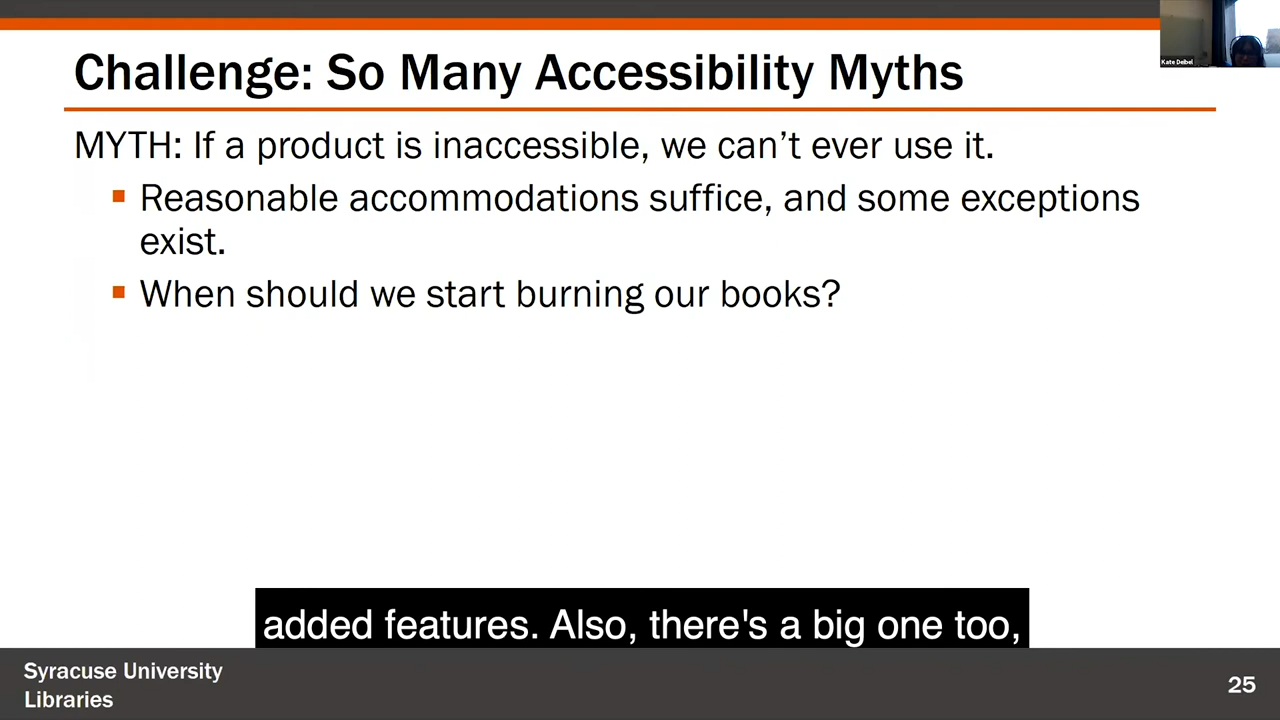 Challenge: So Many Accessibility Myths
Kate Deibel
MYTH: If a product is inaccessible, we can’t ever use it.
Reasonable accommodations suffice, and some exceptions
exist.
When should we start burning our books?
added features. Also, there's a big one too,
Syracuse University
Libraries
25